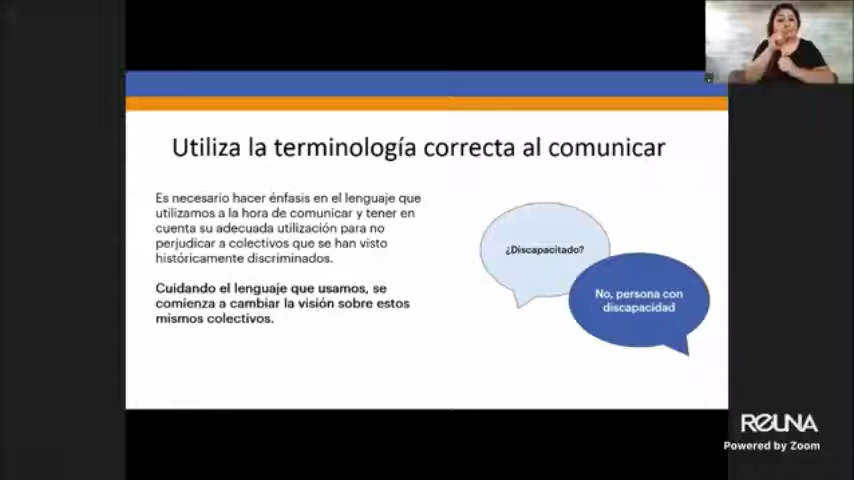 Utiliza la terminología correcta al comunicar
Es necesario hacer énfasis en el lenguaje que
utilizamos a la hora de comunicar y tener en
cuenta su adecuada utilización para no
perjudicar a colectivos que se han visto
históricamente discriminados.
Cuidando el lenguaje que usamos, se
comienza a cambiar la visión sobre estos
mismos colectivos.
¿Discapacitado?
No, persona con
discapacidad
REUNA
Powered by Zoom